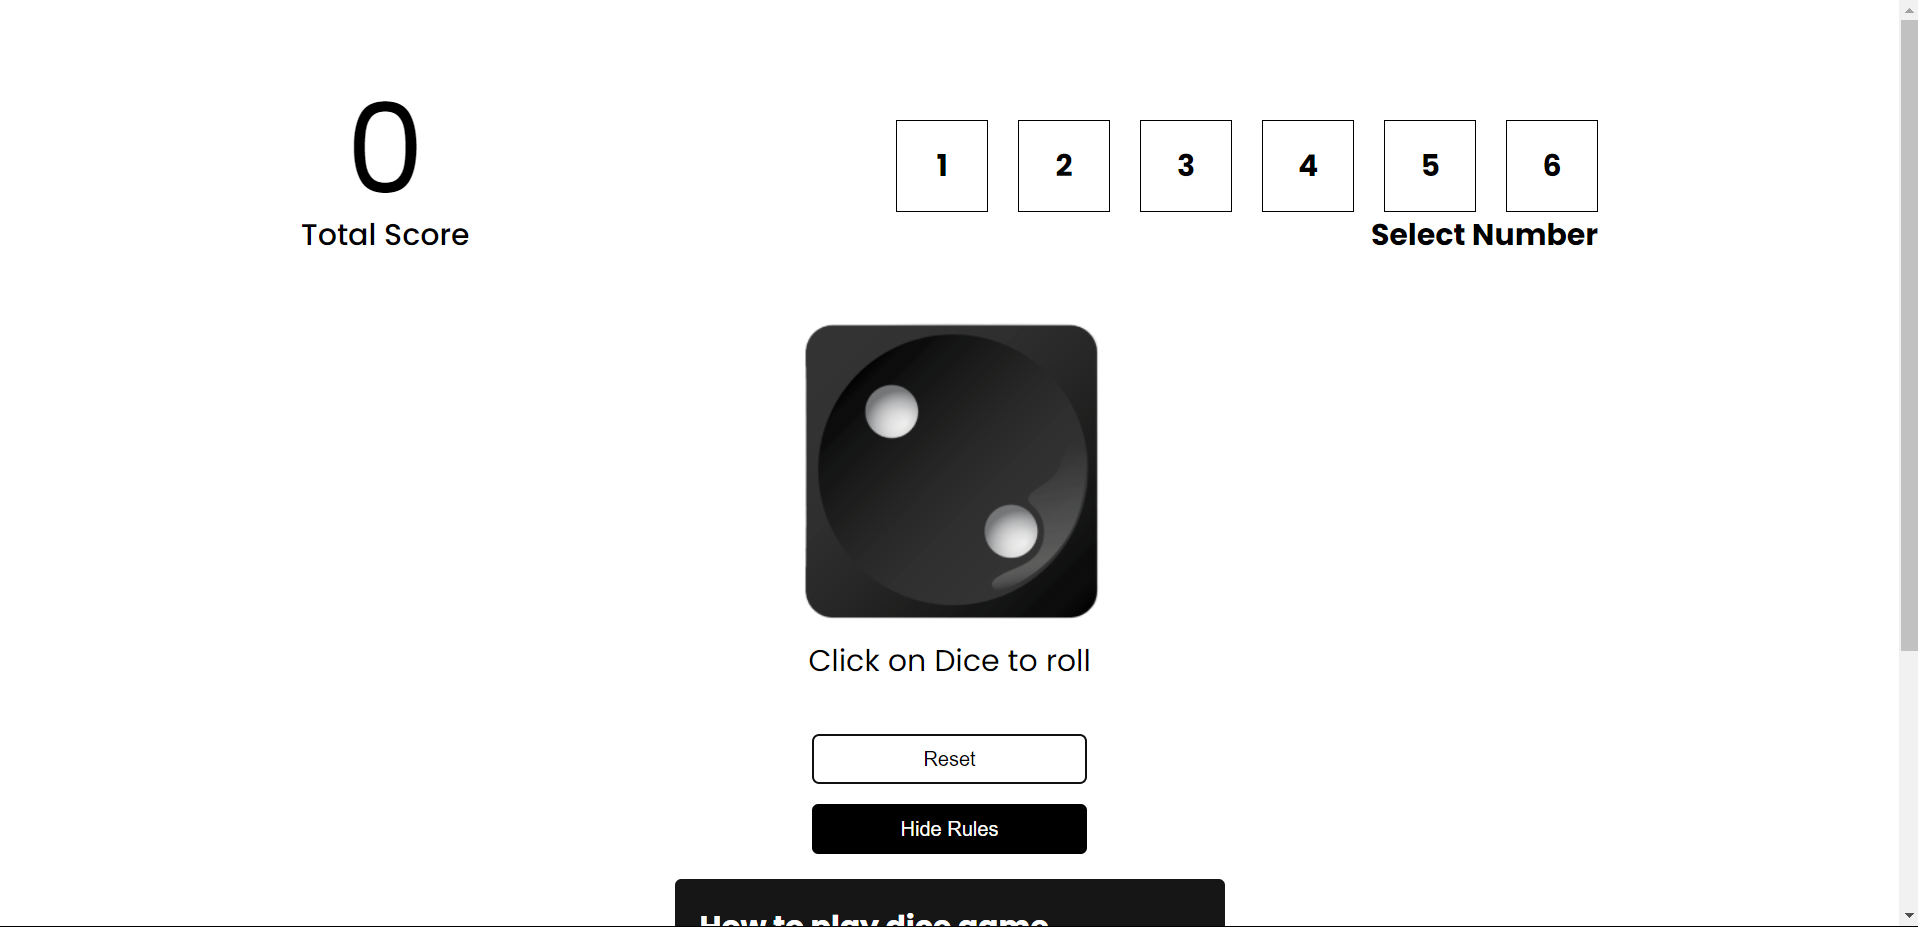 0
Total Score
1 2 3 4 5 6
Select Number
Click on Dice to roll
Reset
Hide Rules
How to play dice game